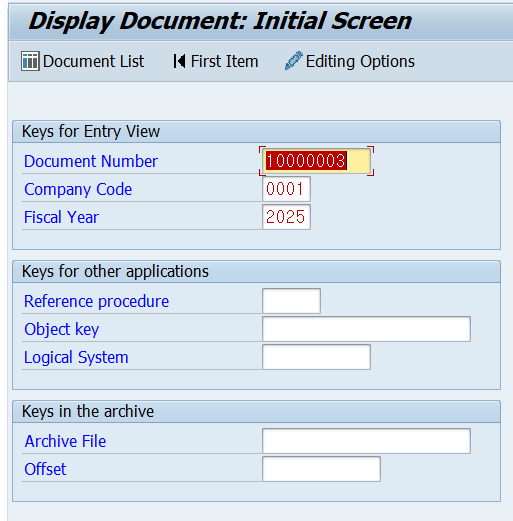 Display Document: Initial Screen
Document List First Item Editing Options
Keys for Entry View
Document Number 10000003
Company Code 0001
Fiscal Year 2025
Keys for other applications
Reference procedure
Object key
Logical System
Keys in the archive
Archive File
Offset